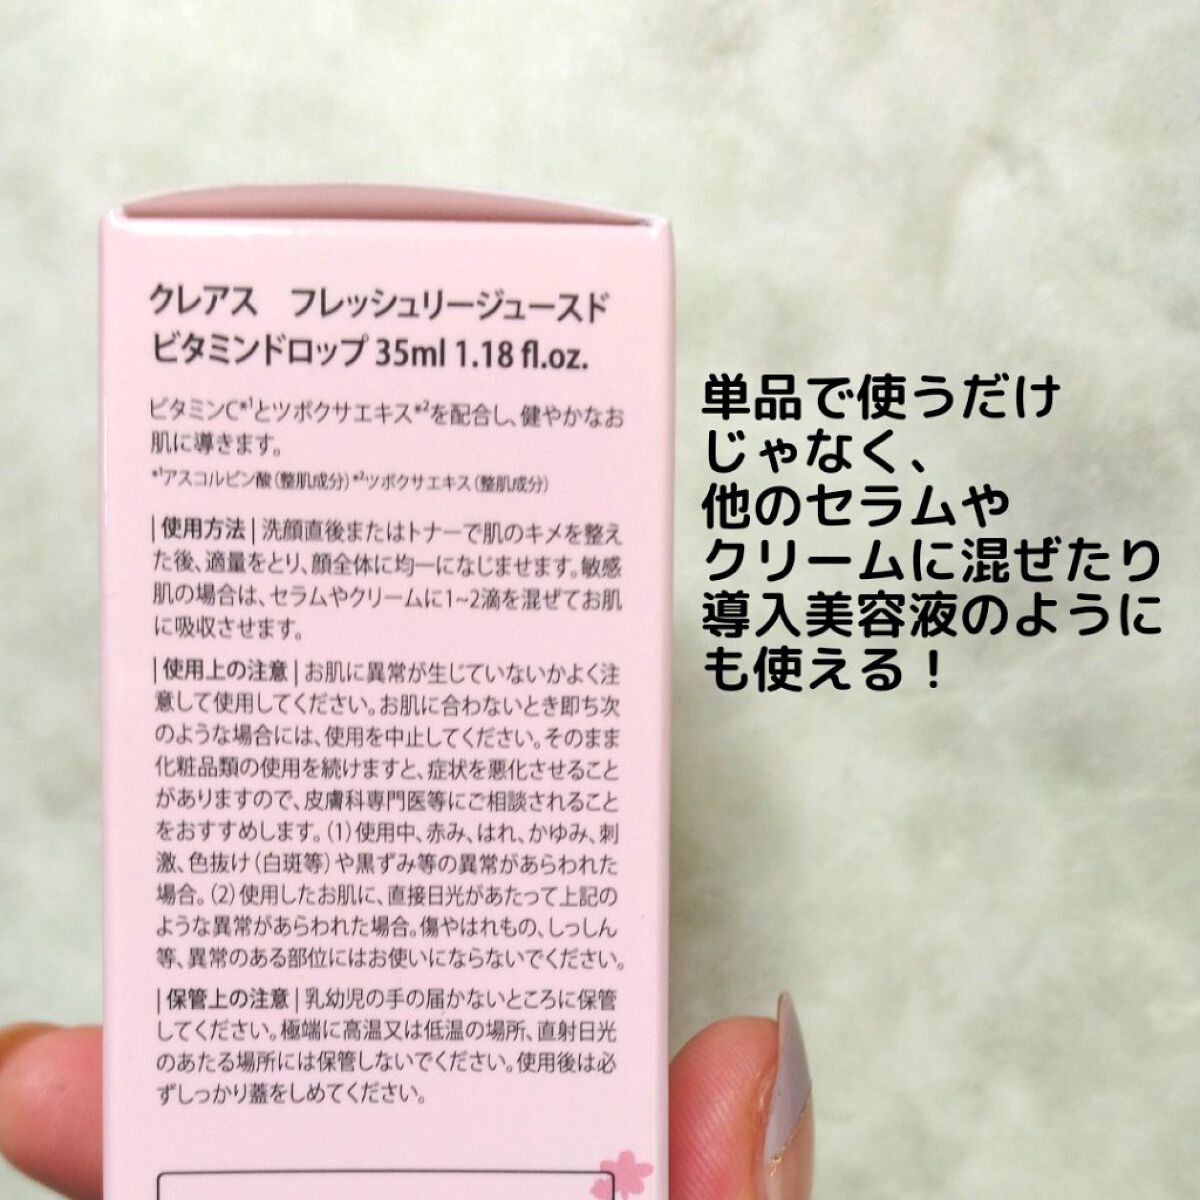 クレアス　フレッシュリージュースド
ビタミンドロップ 35ml 1.18 fl.oz.
ビタミンC*1とツボクサエキス*2を配合し、健やかなお
肌に導きます。
*1アスコルビン酸（整肌成分）*2ツボクサエキス（整肌成分）
|使用方法| 洗顔直後またはトナーで肌のキメを整え
た後、適量をとり、顔全体に均一になじませます。敏感
肌の場合は、セラムやクリームに1~2滴を混ぜてお肌
に吸収させます。
|使用上の注意| お肌に異常が生じていないかよく注
意して使用してください。お肌に合わないとき即ち次
のような場合には、使用を中止してください。そのまま
化粧品類の使用を続けますと、症状を悪化させること
がありますので、皮膚科専門医等にご相談されること
をおすすめします。（1）使用中、赤み、はれ、かゆみ、刺
激、色抜け（白斑等）や黒ずみ等の異常があらわれた
場合。（2）使用したお肌に、直接日光があたって上記の
ような異常があらわれた場合。傷やはれもの、しっしん
等、異常のある部位にはお使いにならないでください。
|保管上の注意| 乳幼児の手の届かないところに保管
してください。極端に高温又は低温の場所、直射日光
のあたる場所には保管しないでください。使用後は必
ずしっかり蓋をしめてください。
単品で使うだけ
じゃなく、
他のセラムや
クリームに混ぜたり
導入美容液のように
も使える！